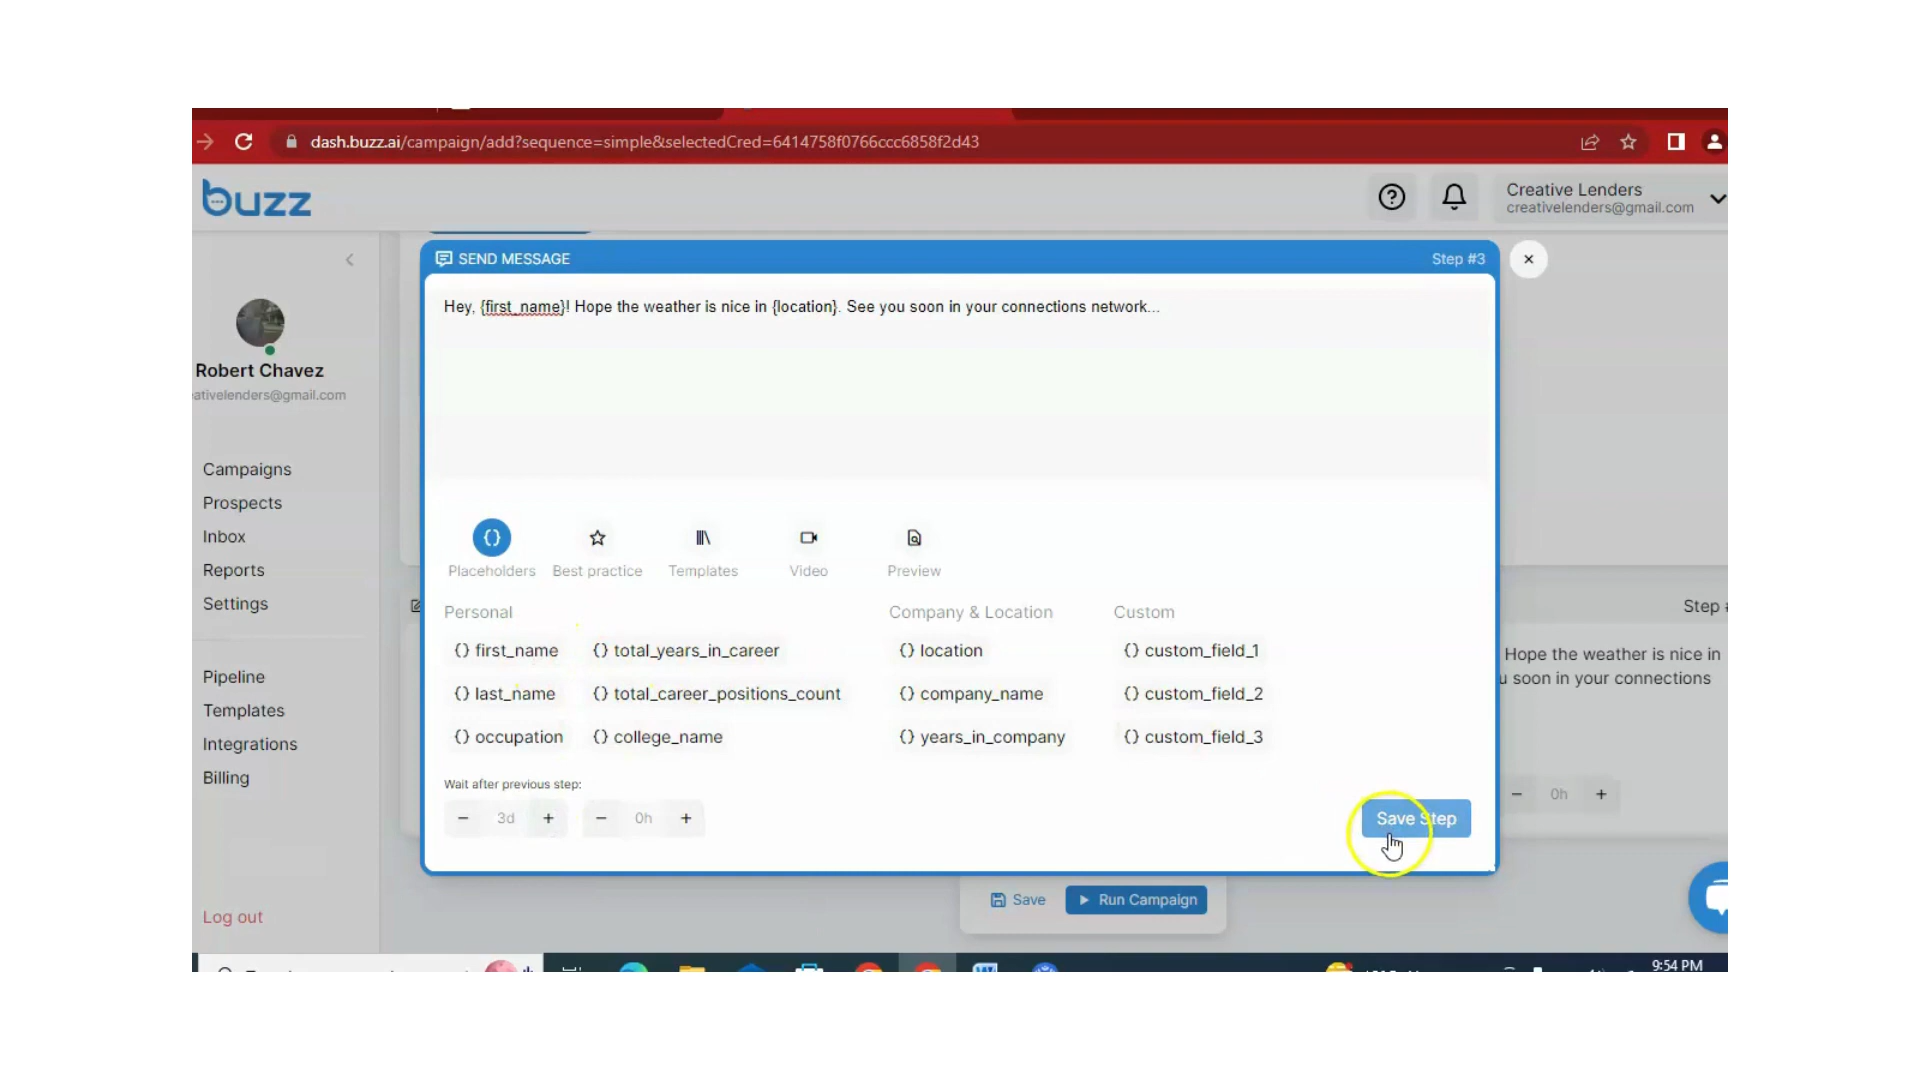 dash.buzz.ai/campaign/add?sequence=simple&selectedCred=6414758f0766ccc6858f2d43
buzz
Creative Lenders
creativelenders@gmail.com
SEND MESSAGE
Step #3
Hey, {first_name}! Hope the weather is nice in {location}. See you soon in your connections network...
Robert Chavez
ativelenders@gmail.com
Campaigns
Prospects
Inbox
Reports
Settings
Pipeline
Templates
Integrations
Billing
Log out
{} Placeholders
Best practice
Templates
Video
Preview
Personal
Company & Location
Custom
{} first_name
{} total_years_in_career
{} location
{} custom_field_1
{} last_name
{} total_career_positions_count
{} company_name
{} custom_field_2
{} occupation
{} college_name
{} years_in_company
{} custom_field_3
Wait after previous step:
− 3d +
− 0h +
Save Step
Step
Hope the weather is nice in
u soon in your connections
− 0h +
Save
Run Campaign
9:54 PM